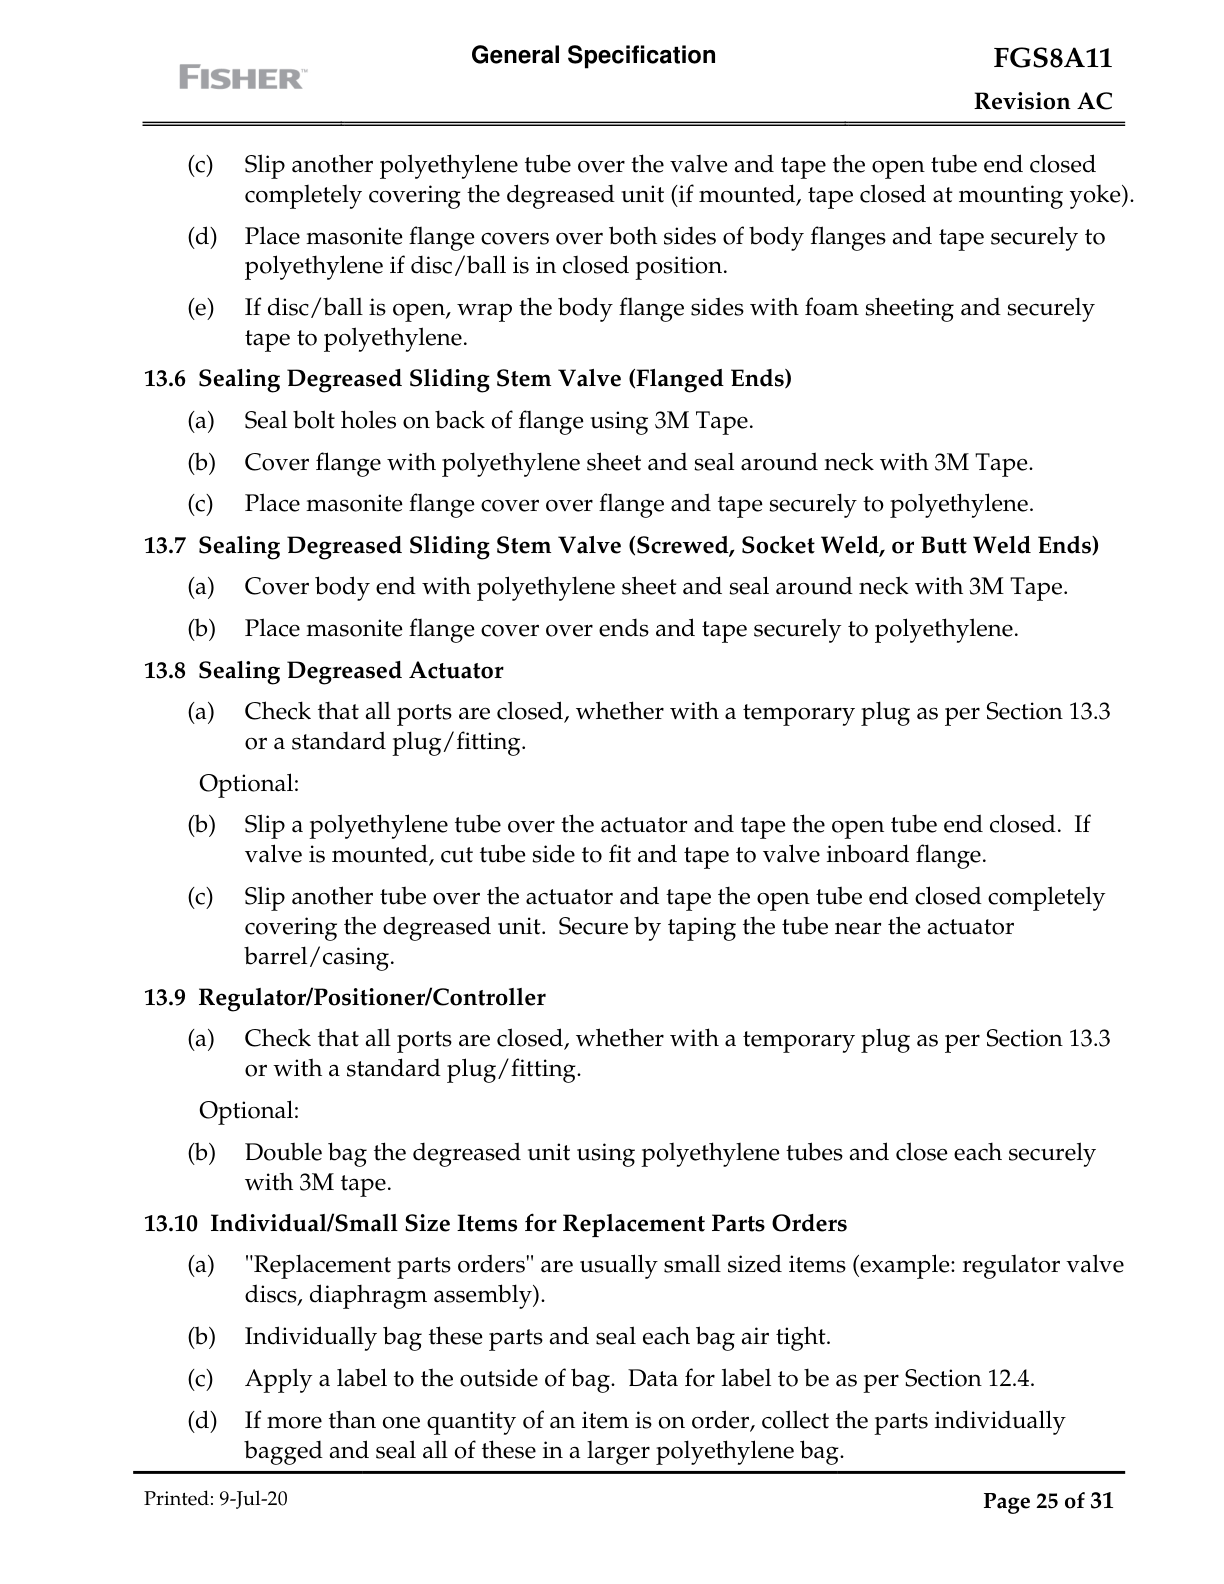 General Specification
FGS8A11
FISHER™
Revision AC
(c) Slip another polyethylene tube over the valve and tape the open tube end closed
completely covering the degreased unit (if mounted, tape closed at mounting yoke).
(d) Place masonite flange covers over both sides of body flanges and tape securely to
polyethylene if disc/ball is in closed position.
(e) If disc/ball is open, wrap the body flange sides with foam sheeting and securely
tape to polyethylene.
13.6 Sealing Degreased Sliding Stem Valve (Flanged Ends)
(a) Seal bolt holes on back of flange using 3M Tape.
(b) Cover flange with polyethylene sheet and seal around neck with 3M Tape.
(c) Place masonite flange cover over flange and tape securely to polyethylene.
13.7 Sealing Degreased Sliding Stem Valve (Screwed, Socket Weld, or Butt Weld Ends)
(a) Cover body end with polyethylene sheet and seal around neck with 3M Tape.
(b) Place masonite flange cover over ends and tape securely to polyethylene.
13.8 Sealing Degreased Actuator
(a) Check that all ports are closed, whether with a temporary plug as per Section 13.3
or a standard plug/fitting.
Optional:
(b) Slip a polyethylene tube over the actuator and tape the open tube end closed. If
valve is mounted, cut tube side to fit and tape to valve inboard flange.
(c) Slip another tube over the actuator and tape the open tube end closed completely
covering the degreased unit. Secure by taping the tube near the actuator
barrel/casing.
13.9 Regulator/Positioner/Controller
(a) Check that all ports are closed, whether with a temporary plug as per Section 13.3
or with a standard plug/fitting.
Optional:
(b) Double bag the degreased unit using polyethylene tubes and close each securely
with 3M tape.
13.10 Individual/Small Size Items for Replacement Parts Orders
(a) "Replacement parts orders" are usually small sized items (example: regulator valve
discs, diaphragm assembly).
(b) Individually bag these parts and seal each bag air tight.
(c) Apply a label to the outside of bag. Data for label to be as per Section 12.4.
(d) If more than one quantity of an item is on order, collect the parts individually
bagged and seal all of these in a larger polyethylene bag.
Printed: 9-Jul-20
Page 25 of 31